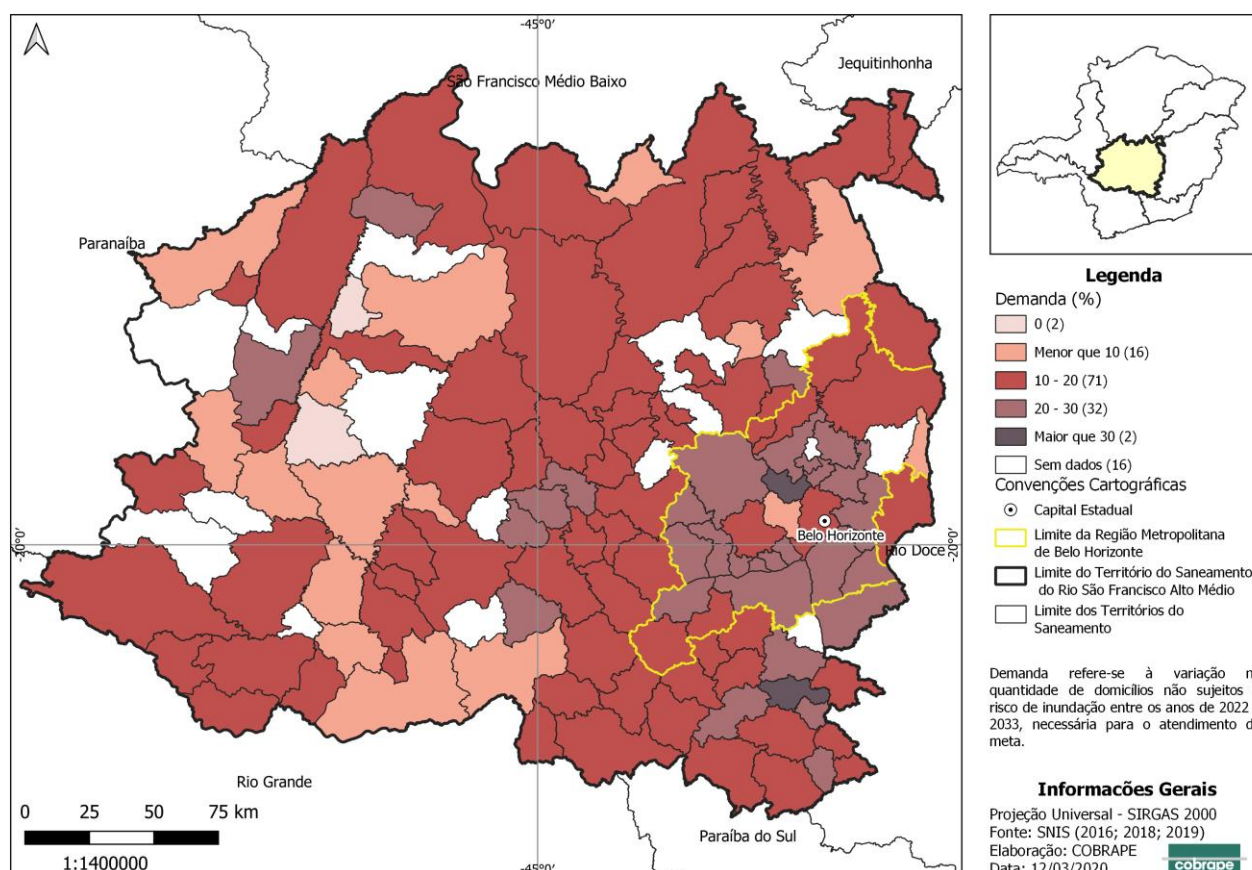 -45°0'
São Francisco Médio Baixo
Jequitinhonha
Paranaíba
Belo Horizonte
-20°0'
Rio Doce
Rio Grande
Paraíba do Sul
0 25 50 75 km
1:1400000
-45°0'
Legenda
Demanda (%)
0 (2)
Menor que 10 (16)
10 - 20 (71)
20 - 30 (32)
Maior que 30 (2)
Sem dados (16)
Convenções Cartográficas
Capital Estadual
Limite da Região Metropolitana
de Belo Horizonte
Limite do Território do Saneamento
do Rio São Francisco Alto Médio
Limite dos Territórios do
Saneamento
Demanda refere-se à variação n
quantidade de domicílios não sujeitos
risco de inundação entre os anos de 2022
2033, necessária para o atendimento d
meta.
Informações Gerais
Projeção Universal - SIRGAS 2000
Fonte: SNIS (2016; 2018; 2019)
Elaboração: COBRAPE
Data: 12/03/2020
cobrape